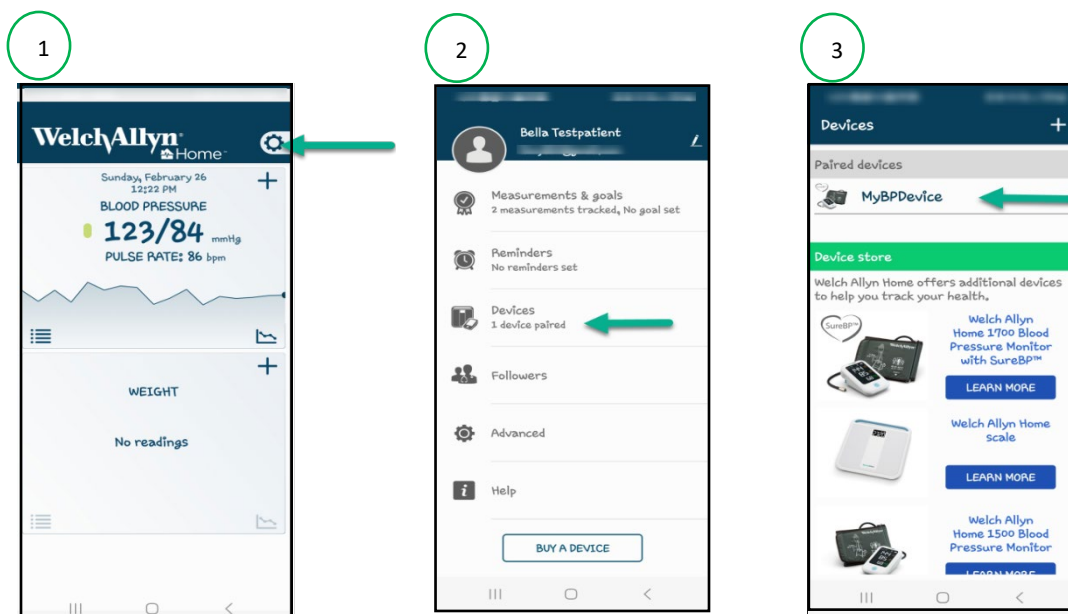 1
WelchAllyn®
Home™
Sunday, February 26
12:22 PM
BLOOD PRESSURE
123/84 mmHg
PULSE RATE: 86 bpm
WEIGHT
No readings
2
Bella Testpatient
Measurements & goals
2 measurements tracked, No goal set
Reminders
No reminders set
Devices
1 device paired
Followers
Advanced
Help
BUY A DEVICE
3
Devices
Paired devices
MyBPDevice
Device store
Welch Allyn Home offers additional devices
to help you track your health.
SureBP™
Welch Allyn
Home 1700 Blood
Pressure Monitor
with SureBP™
LEARN MORE
Welch Allyn Home
scale
LEARN MORE
Welch Allyn
Home 1500 Blood
Pressure Monitor
LEARN MORE